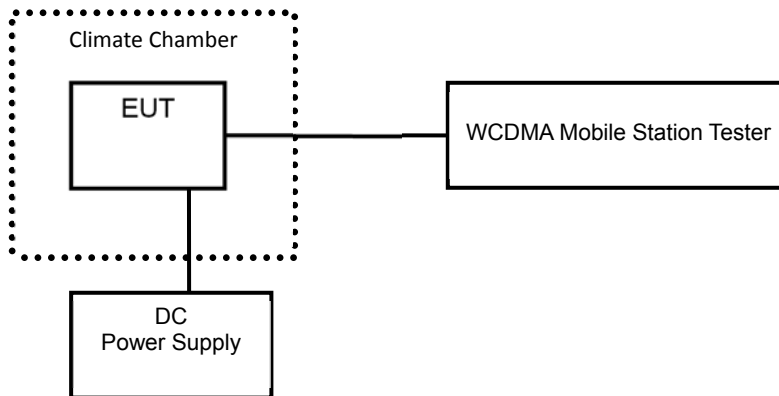 Climate Chamber
EUT
WCDMA Mobile Station Tester
DC
Power Supply